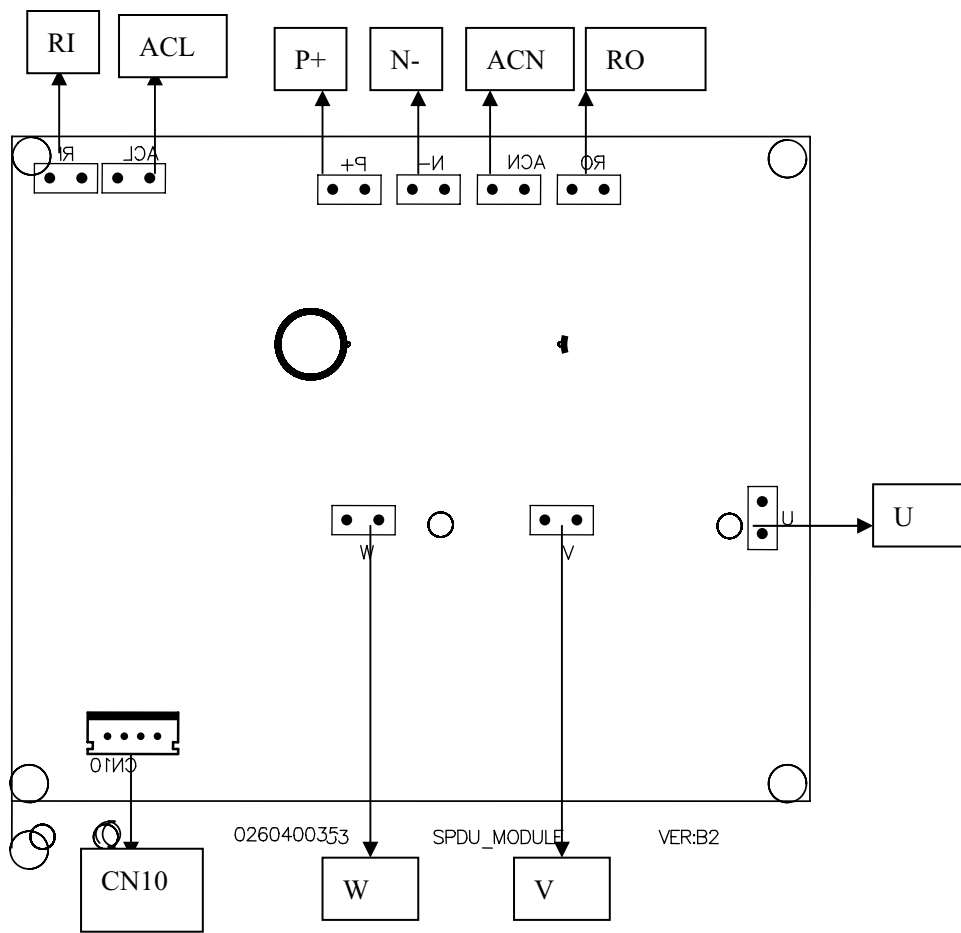 RI
ACL
P+
N-
ACN
RO
RI
ACL
P+
N-
ACN
RO
U
U
W
V
CN10
0260400353
SPDU_MODULE
VER:B2
CN10
W
V